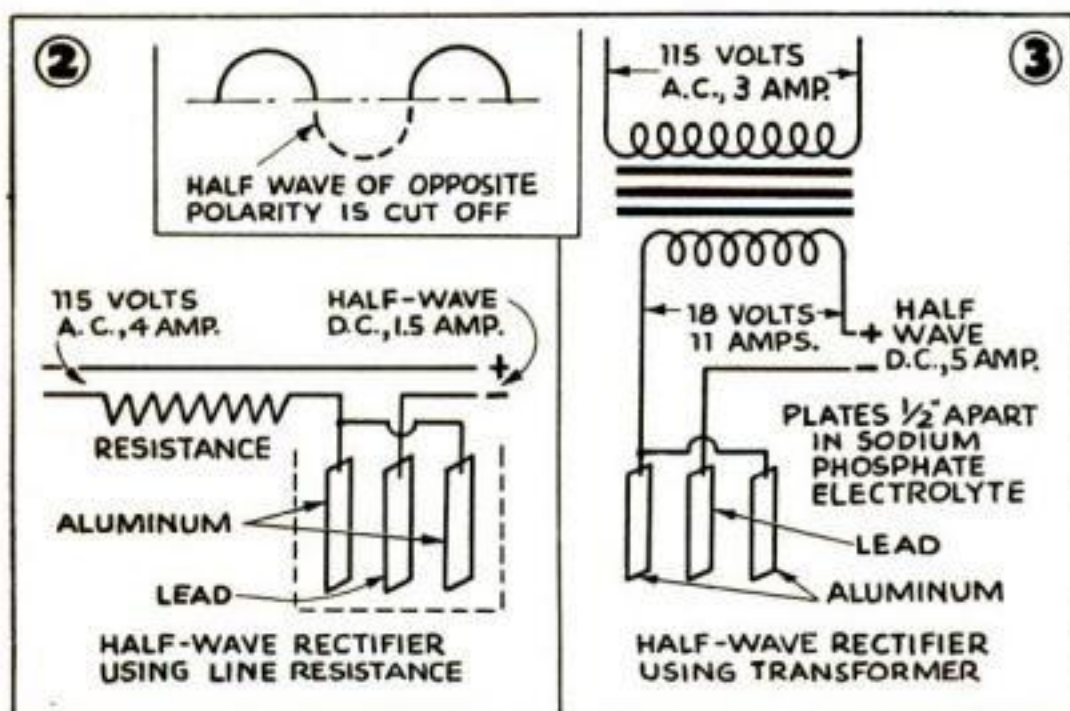 2
HALF WAVE OF OPPOSITE
POLARITY IS CUT OFF
115 VOLTS
A.C., 4 AMP.
HALF-WAVE
D.C., 1.5 AMP.
+
-
RESISTANCE
ALUMINUM
LEAD
HALF-WAVE RECTIFIER
USING LINE RESISTANCE
3
115 VOLTS
A.C., 3 AMP.
18 VOLTS
11 AMPS.
+
-
HALF
WAVE
D.C., 5 AMP.
PLATES 1/2" APART
IN SODIUM
PHOSPHATE
ELECTROLYTE
LEAD
ALUMINUM
HALF-WAVE RECTIFIER
USING TRANSFORMER